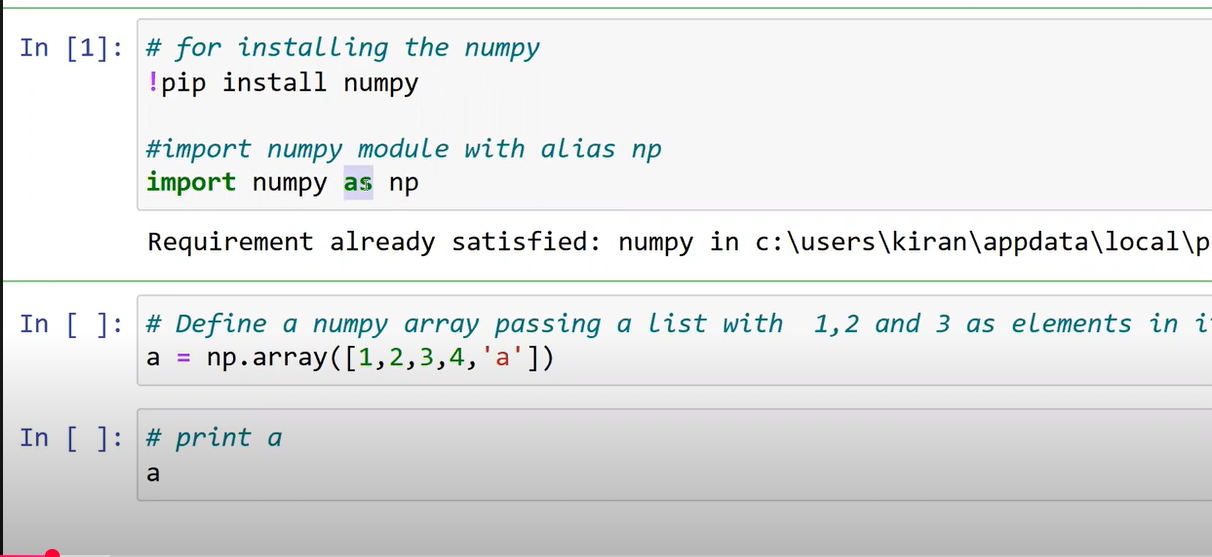 In [1]: # for installing the numpy
!pip install numpy
#import numpy module with alias np
import numpy as np
Requirement already satisfied: numpy in c:\users\kiran\appdata\local\p
In [ ]: # Define a numpy array passing a list with  1,2 and 3 as elements in
a = np.array([1,2,3,4,'a'])
In [ ]: # print a
a